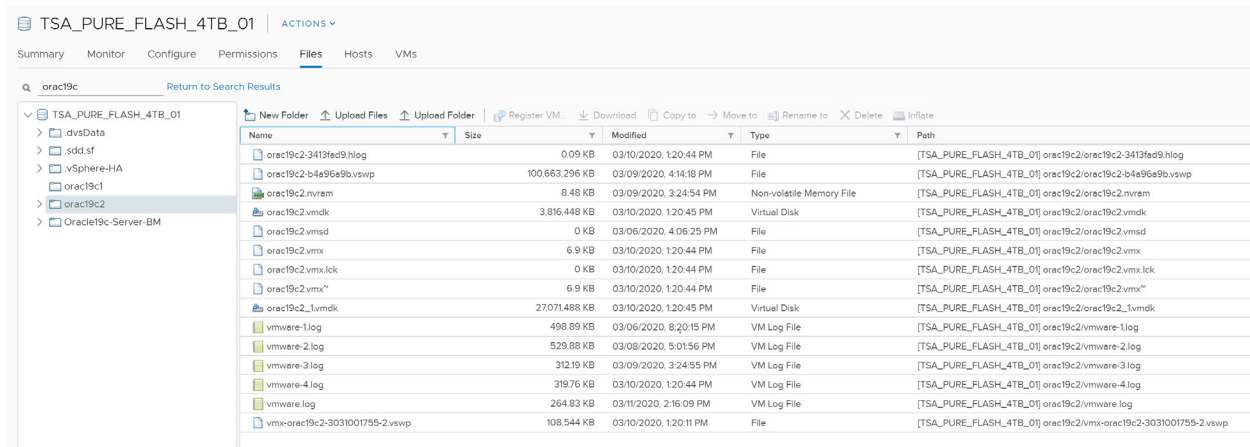 TSA_PURE_FLASH_4TB_01 ACTIONS
Summary Monitor Configure Permissions Files Hosts VMs
orac19c Return to Search Results
TSA_PURE_FLASH_4TB_01
.dvsData
.sdd.sf
.vSphere-HA
orac19c1
orac19c2
Oracle19c-Server-BM
New Folder Upload Files Upload Folder Register VM... Download Copy to Move to Rename to Delete Inflate
Name Size Modified Type Path
orac19c2-3413fad9.hlog 0.09 KB 03/10/2020, 1:20:44 PM File [TSA_PURE_FLASH_4TB_01] orac19c2/orac19c2-3413fad9.hlog
orac19c2-b4a96a9b.vswp 100,663,296 KB 03/09/2020, 4:14:18 PM File [TSA_PURE_FLASH_4TB_01] orac19c2/orac19c2-b4a96a9b.vswp
orac19c2.nvram 8.48 KB 03/09/2020, 3:24:54 PM Non-volatile Memory File [TSA_PURE_FLASH_4TB_01] orac19c2/orac19c2.nvram
orac19c2.vmdk 3,816,448 KB 03/10/2020, 1:20:45 PM Virtual Disk [TSA_PURE_FLASH_4TB_01] orac19c2/orac19c2.vmdk
orac19c2.vmsd 0 KB 03/06/2020, 4:06:25 PM File [TSA_PURE_FLASH_4TB_01] orac19c2/orac19c2.vmsd
orac19c2.vmx 6.9 KB 03/10/2020, 1:20:44 PM File [TSA_PURE_FLASH_4TB_01] orac19c2/orac19c2.vmx
orac19c2.vmx.lck 0 KB 03/10/2020, 1:20:44 PM File [TSA_PURE_FLASH_4TB_01] orac19c2/orac19c2.vmx.lck
orac19c2.vmx~ 6.9 KB 03/10/2020, 1:20:44 PM File [TSA_PURE_FLASH_4TB_01] orac19c2/orac19c2.vmx~
orac19c2_1.vmdk 27,071,488 KB 03/10/2020, 1:20:45 PM Virtual Disk [TSA_PURE_FLASH_4TB_01] orac19c2/orac19c2_1.vmdk
vmware-1.log 498.89 KB 03/06/2020, 8:20:15 PM VM Log File [TSA_PURE_FLASH_4TB_01] orac19c2/vmware-1.log
vmware-2.log 529.88 KB 03/08/2020, 5:01:56 PM VM Log File [TSA_PURE_FLASH_4TB_01] orac19c2/vmware-2.log
vmware-3.log 312.19 KB 03/09/2020, 3:24:55 PM VM Log File [TSA_PURE_FLASH_4TB_01] orac19c2/vmware-3.log
vmware-4.log 319.76 KB 03/10/2020, 1:20:44 PM VM Log File [TSA_PURE_FLASH_4TB_01] orac19c2/vmware-4.log
vmware.log 264.83 KB 03/11/2020, 2:16:09 PM VM Log File [TSA_PURE_FLASH_4TB_01] orac19c2/vmware.log
vmx-orac19c2-3031001755-2.vswp 108,544 KB 03/10/2020, 1:20:11 PM File [TSA_PURE_FLASH_4TB_01] orac19c2/vmx-orac19c2-3031001755-2.vswp